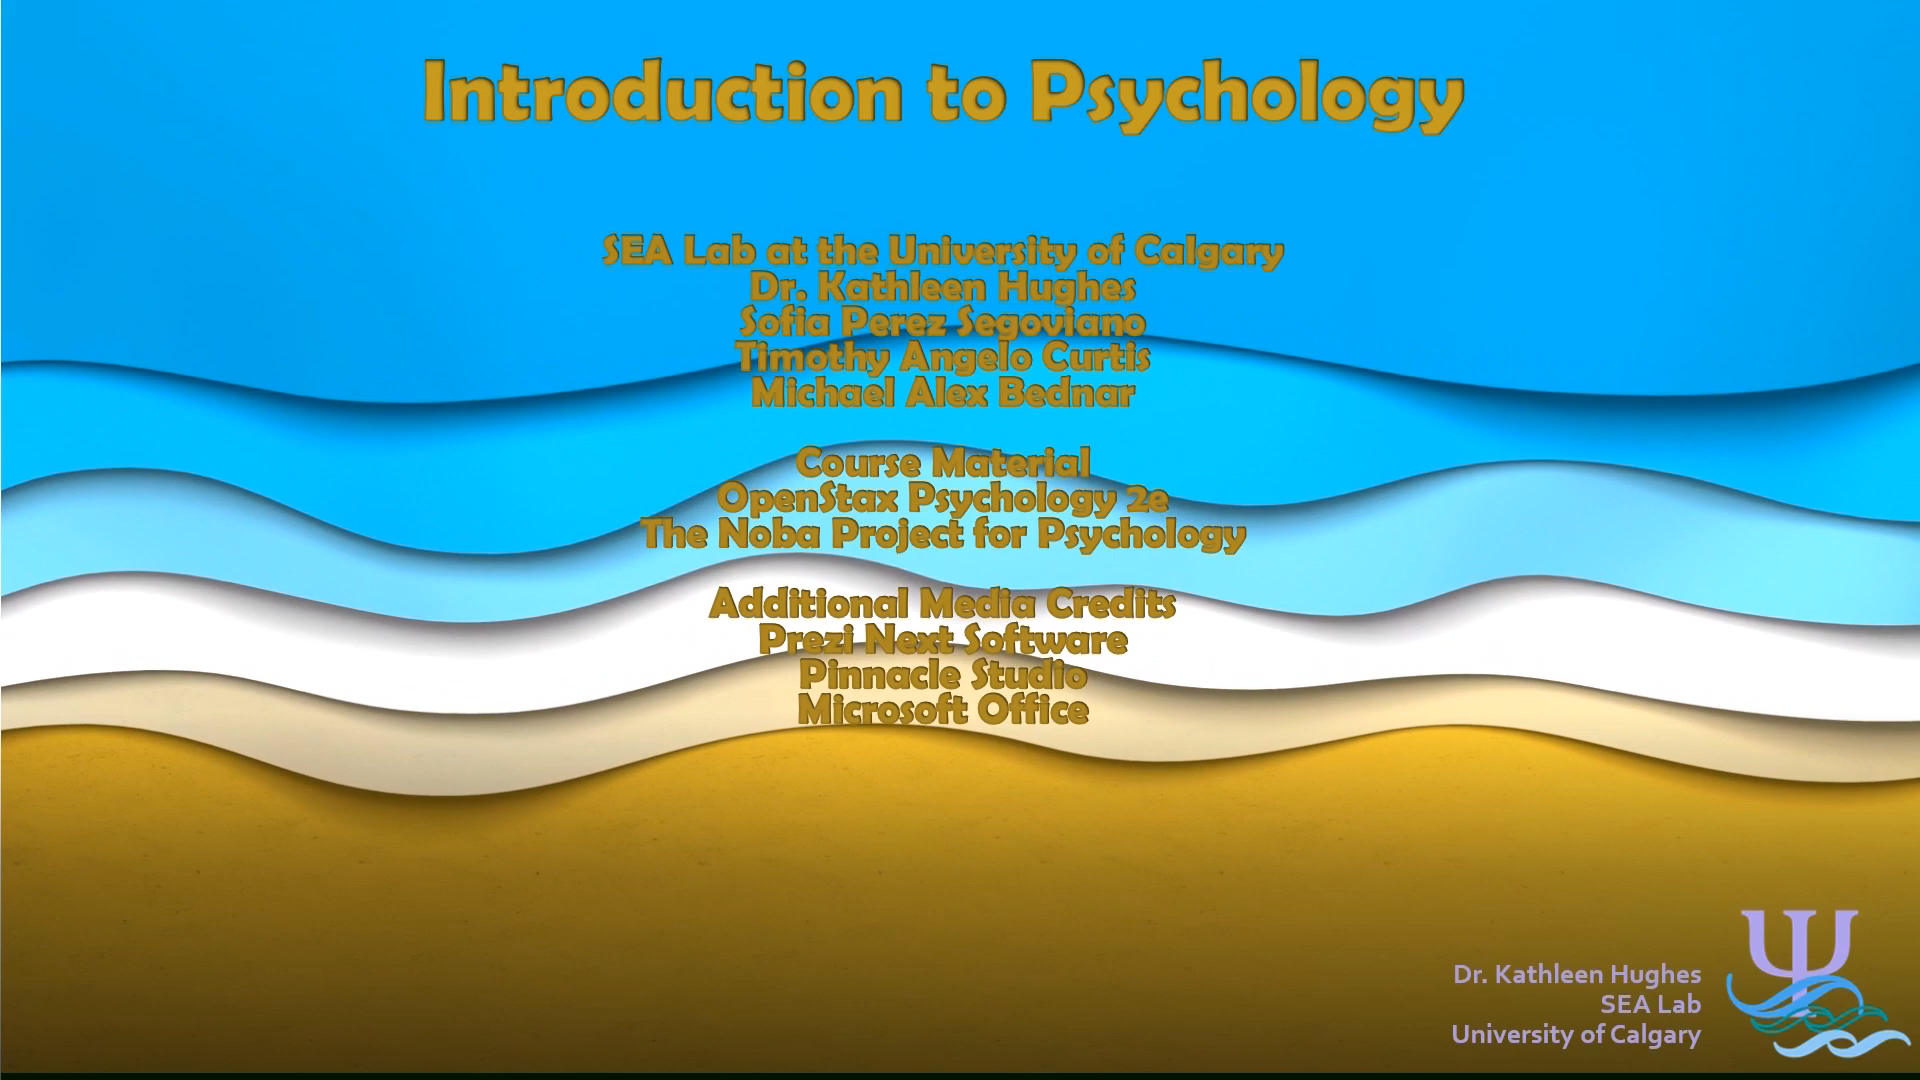 Introduction to Psychology
SEA Lab at the University of Calgary
Dr. Kathleen Hughes
Sofia Perez Segoviano
Timothy Angelo Curtis
Michael Alex Bednar
Course Material
OpenStax Psychology 2e
The Noba Project for Psychology
Additional Media Credits
Prezi Next Software
Pinnacle Studio
Microsoft Office
Dr. Kathleen Hughes
SEA Lab
University of Calgary
Ψ